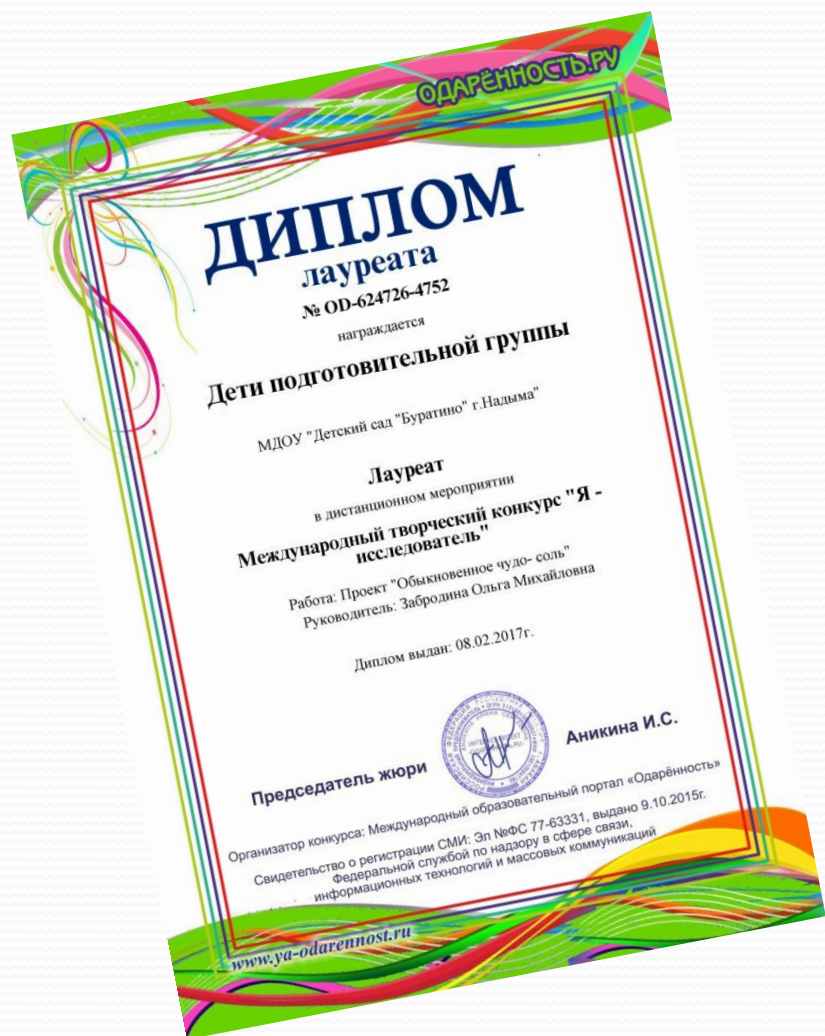 ОДАРЁННОСТЬ.РУ
ДИПЛОМ
лауреата
№ OD-624726-4752
награждается
Дети подготовительной группы
МДОУ "Детский сад "Буратино" г.Надыма"
Лауреат
в дистанционном мероприятии
Международный творческий конкурс "Я -
исследователь"
Работа: Проект "Обыкновенное чудо- соль"
Руководитель: Забродина Ольга Михайловна
Диплом выдан: 08.02.2017г.
Председатель жюри
Аникина И.С.
Организатор конкурса: Международный образовательный портал «Одарённость»
Свидетельство о регистрации СМИ: Эл №ФС 77-63331, выдано 9.10.2015г.
Федеральной службой по надзору в сфере связи,
информационных технологий и массовых коммуникаций
www.ya-odarennost.ru